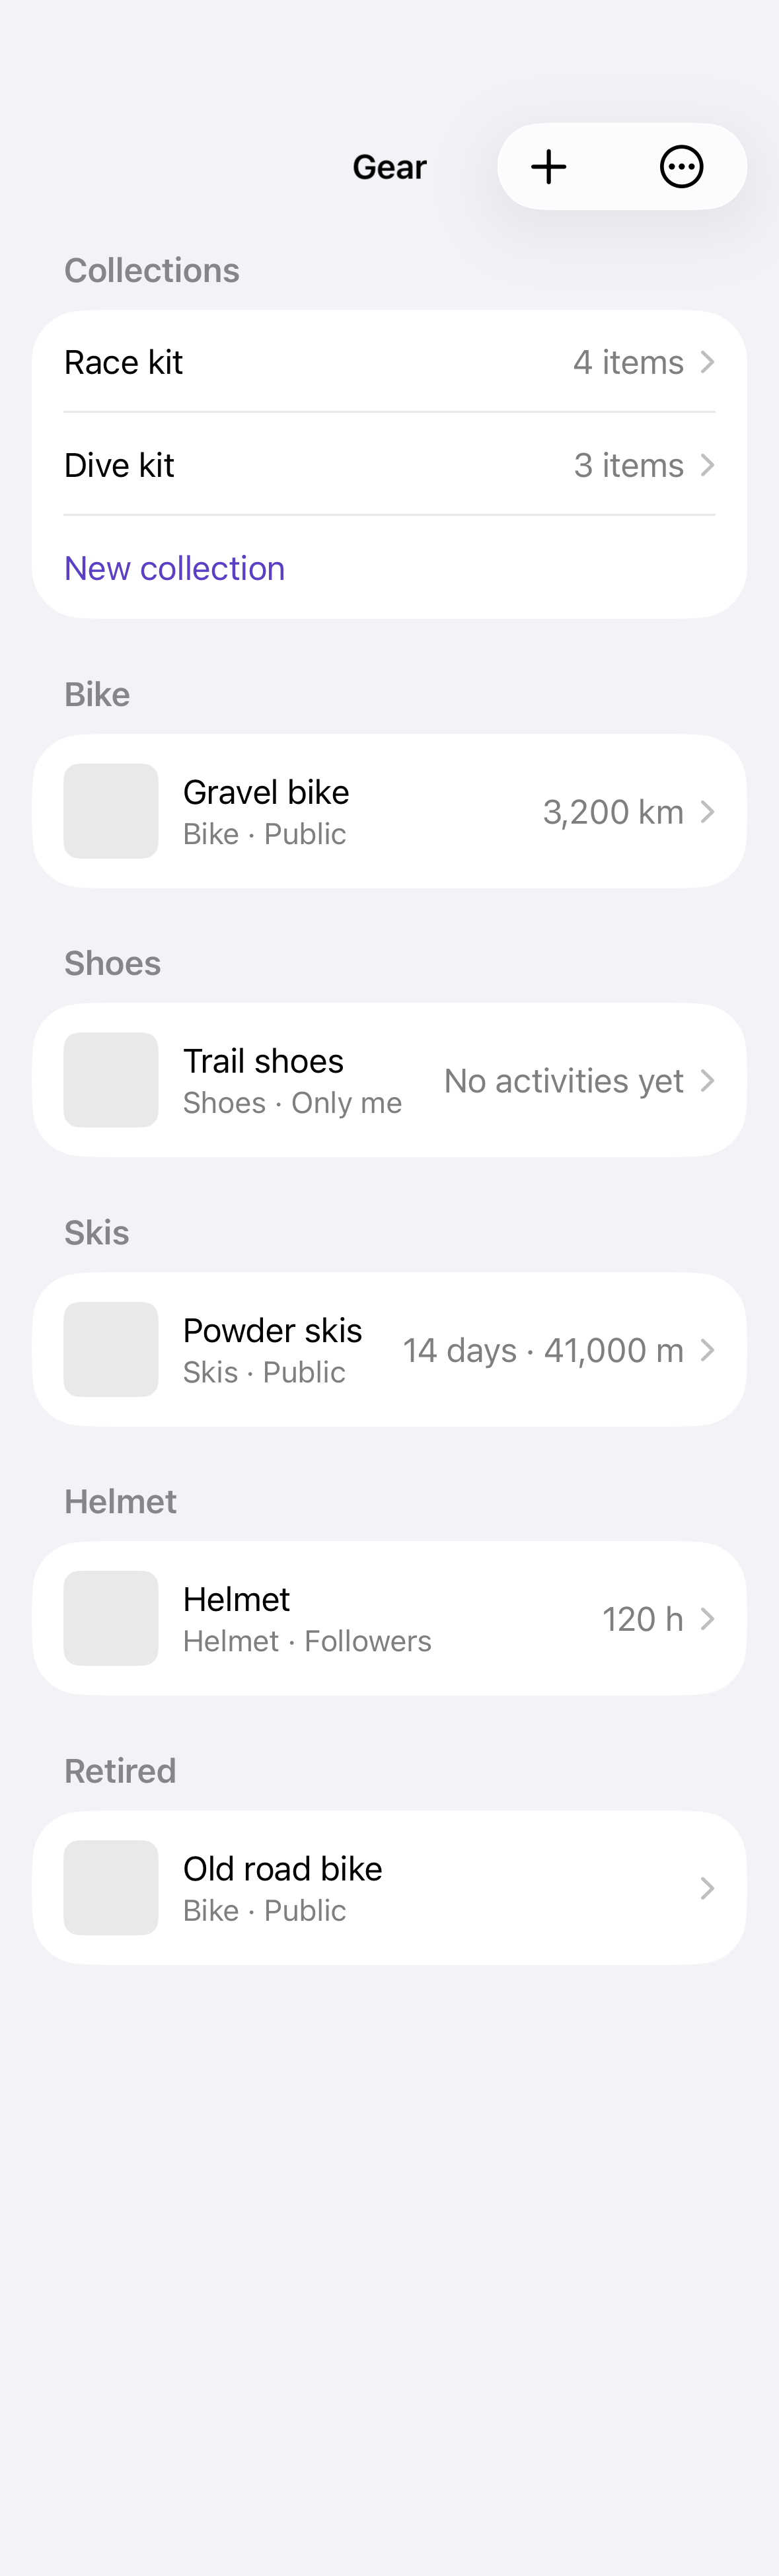 Gear
Collections
Race kit 4 items
Dive kit 3 items
New collection
Bike
Gravel bike
3,200 km
Bike · Public
Shoes
Trail shoes
No activities yet
Shoes · Only me
Skis
Powder skis
14 days · 41,000 m
Skis · Public
Helmet
Helmet
120 h
Helmet · Followers
Retired
Old road bike
Bike · Public